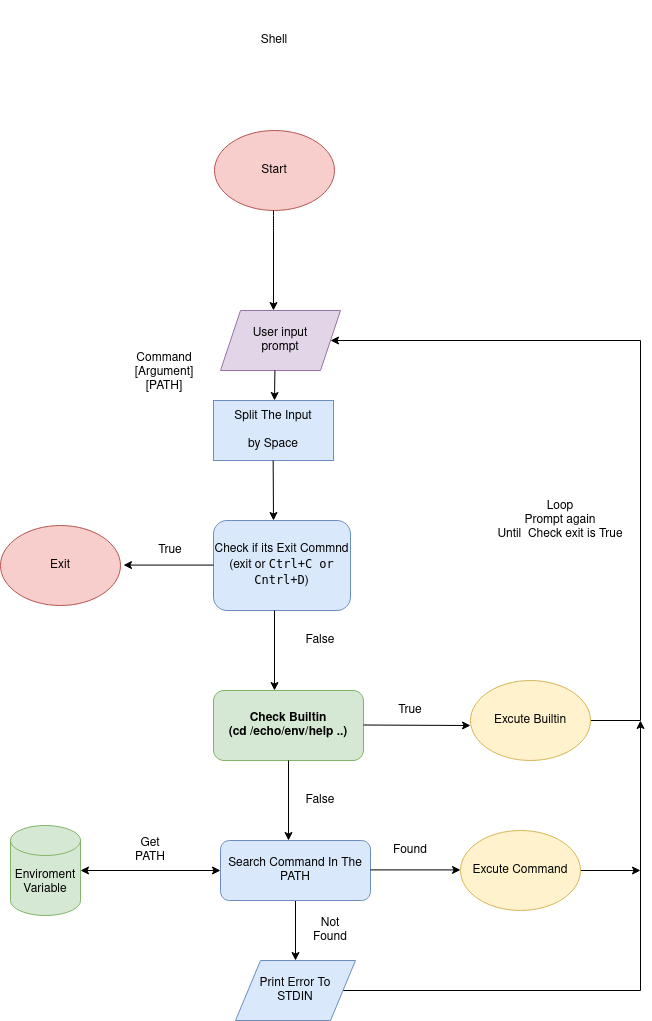 Shell
Start
User input
prompt
Command
[Argument]
[PATH]
Split The Input
by Space
Loop
Prompt again
Until  Check exit is True
Check if its Exit Commnd
(exit or Ctrl+C or
Cntrl+D)
True
Exit
False
Check Builtin
(cd /echo/env/help ..)
True
Excute Builtin
False
Get
PATH
Enviroment
Variable
Search Command In The
PATH
Found
Excute Command
Not
Found
Print Error To
STDIN